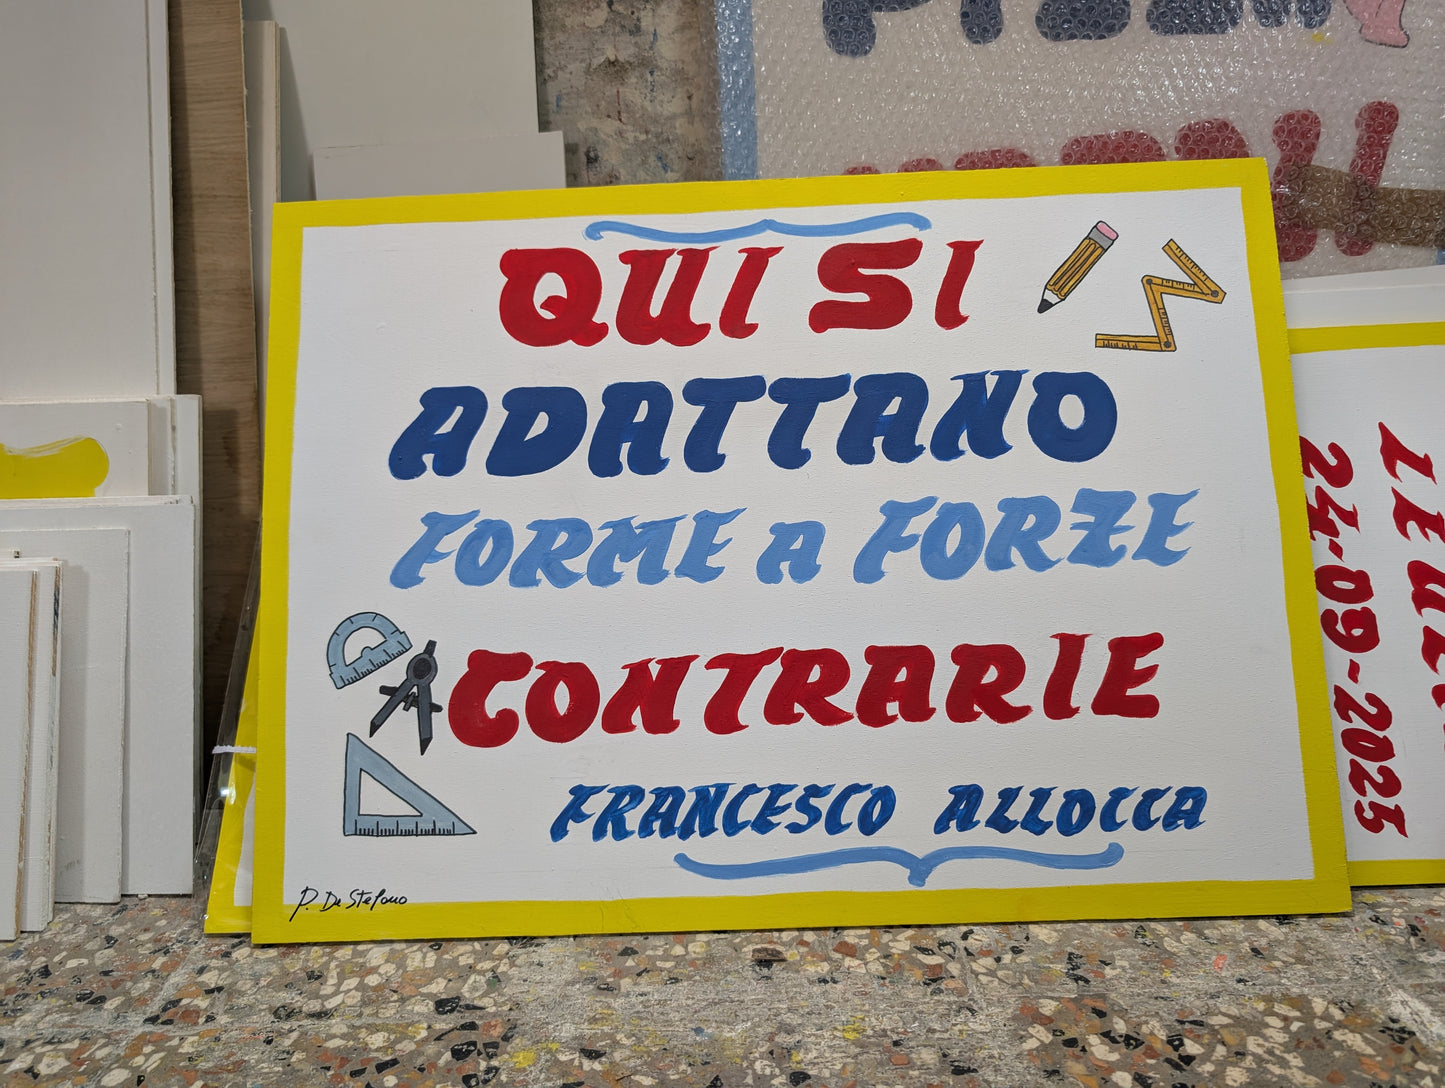 QUI SI
ADATTANO
FORME A FORZE
CONTRARIE
FRANCESCO ALLOCCA
P. De Stefano
24-09-2025